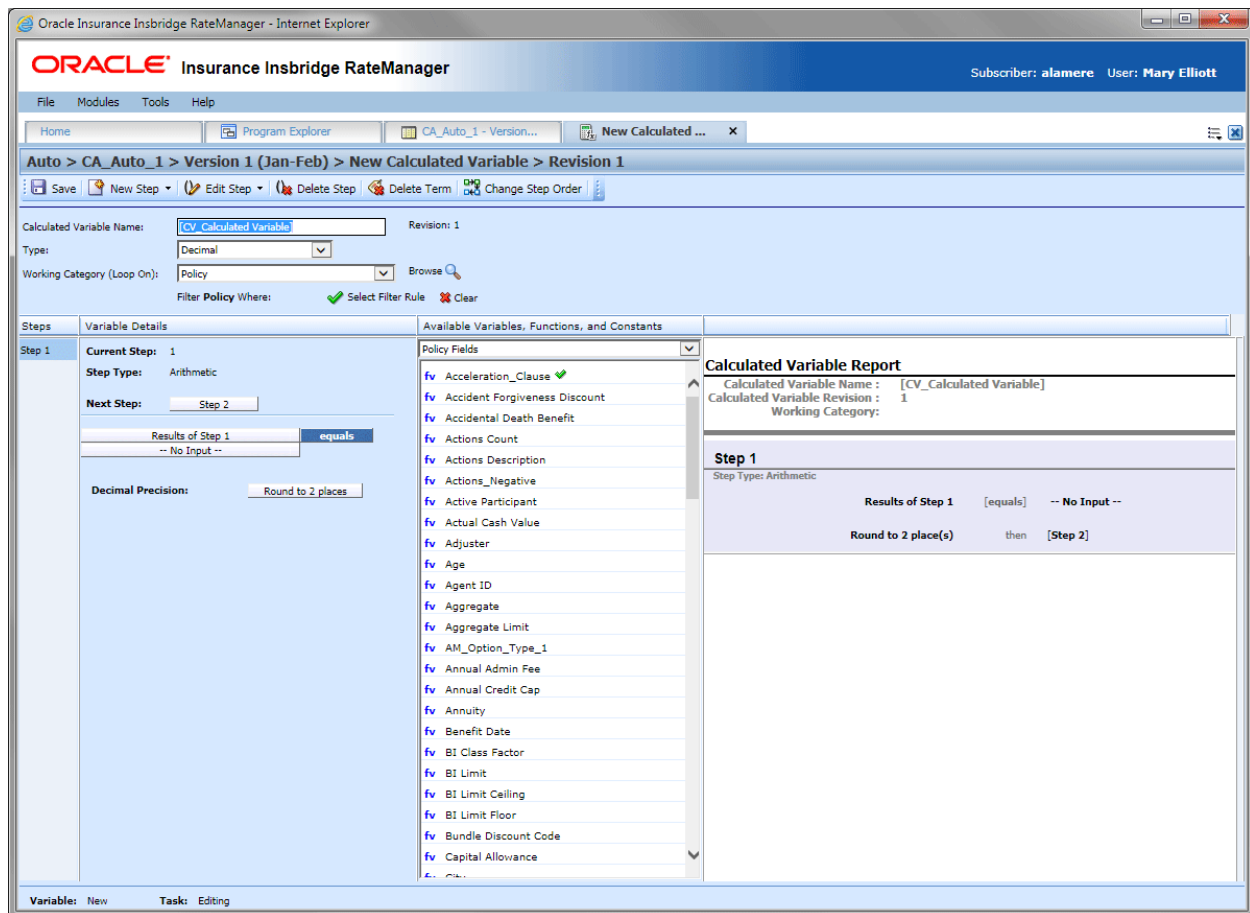 Oracle Insurance Insbridge RateManager - Internet Explorer
ORACLE Insurance Insbridge RateManager
Subscriber: alamere User: Mary Elliott
File Modules Tools Help
Home Program Explorer CA_Auto_1 - Version... New Calculated ... x
Auto > CA_Auto_1 > Version 1 (Jan-Feb) > New Calculated Variable > Revision 1
Save New Step Edit Step Delete Step Delete Term Change Step Order
Calculated Variable Name: [CV_Calculated Variable] Revision: 1
Type: Decimal
Working Category (Loop On): Policy Browse
Filter Policy Where: Select Filter Rule Clear
Steps Variable Details Available Variables, Functions, and Constants
Step 1
Current Step: 1
Step Type: Arithmetic
Next Step: Step 2
Results of Step 1 equals
-- No Input --
Decimal Precision: Round to 2 places
Policy Fields
fv Acceleration_Clause
fv Accident Forgiveness Discount
fv Accidental Death Benefit
fv Actions Count
fv Actions Description
fv Actions_Negative
fv Active Participant
fv Actual Cash Value
fv Adjuster
fv Age
fv Agent ID
fv Aggregate
fv Aggregate Limit
fv AM_Option_Type_1
fv Annual Admin Fee
fv Annual Credit Cap
fv Annuity
fv Benefit Date
fv BI Class Factor
fv BI Limit
fv BI Limit Ceiling
fv BI Limit Floor
fv Bundle Discount Code
fv Capital Allowance
Calculated Variable Report
Calculated Variable Name : [CV_Calculated Variable]
Calculated Variable Revision : 1
Working Category:
Step 1
Step Type: Arithmetic
Results of Step 1 [equals] -- No Input --
Round to 2 place(s) then [Step 2]
Variable: New Task: Editing